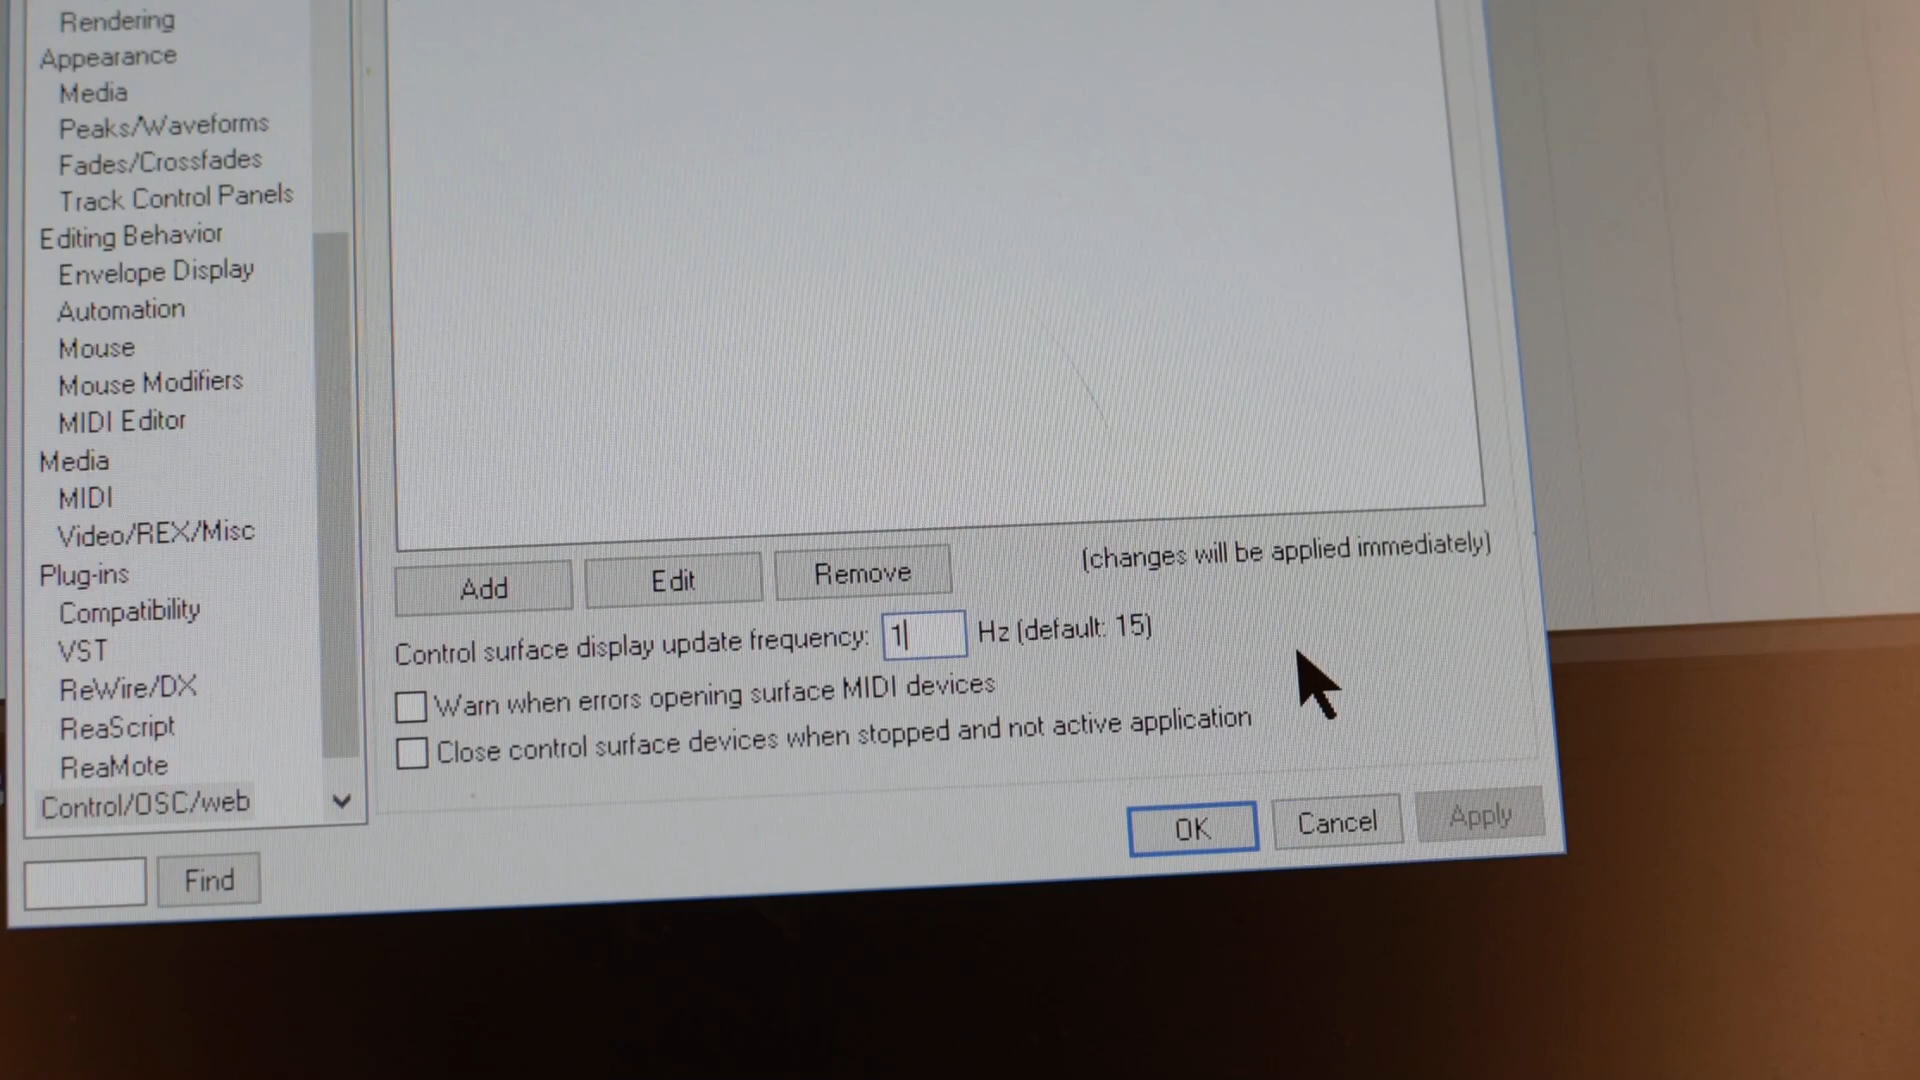 Rendering
Appearance
Media
Peaks/Waveforms
Fades/Crossfades
Track Control Panels
Editing Behavior
Envelope Display
Automation
Mouse
Mouse Modifiers
MIDI Editor
Media
MIDI
Video/REX/Misc
Plug-ins
Compatibility
VST
ReWire/DX
ReaScript
ReaMote
Control/OSC/web
Find
Add Edit Remove (changes will be applied immediately)
Control surface display update frequency: 1 Hz (default: 15)
Warn when errors opening surface MIDI devices
Close control surface devices when stopped and not active application
OK Cancel Apply